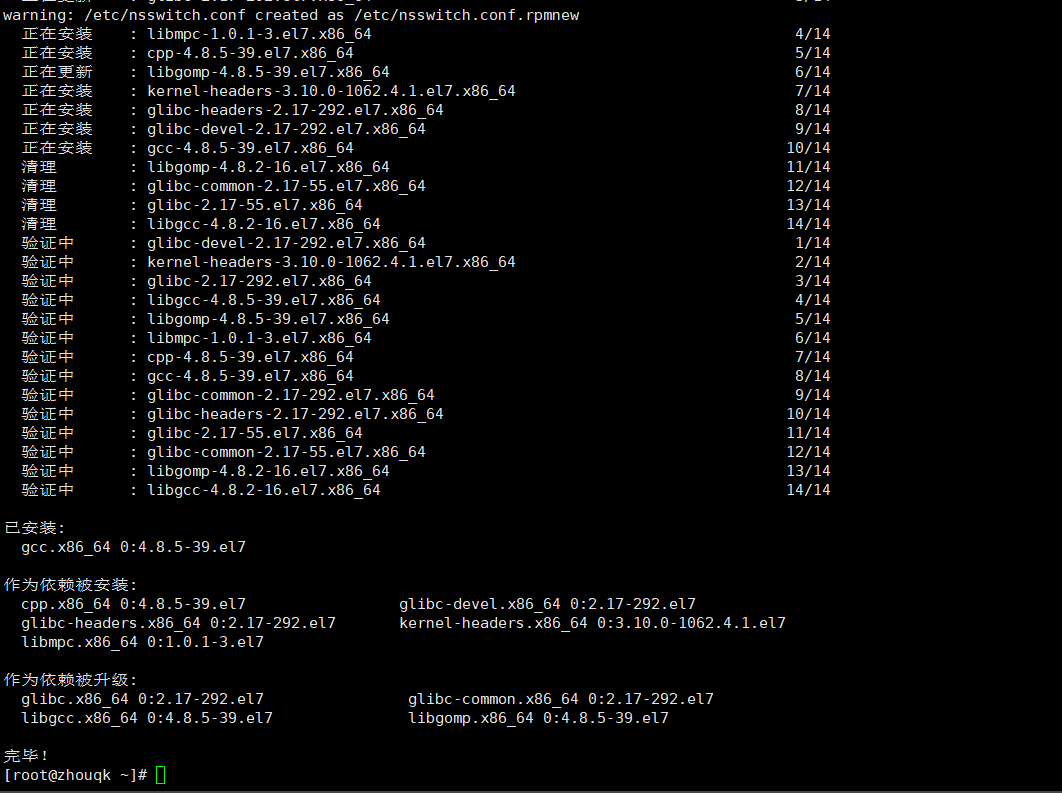 warning: /etc/nsswitch.conf created as /etc/nsswitch.conf.rpmnew
  正在安装    : libmpc-1.0.1-3.el7.x86_64                                               4/14
  正在安装    : cpp-4.8.5-39.el7.x86_64                                                 5/14
  正在更新    : libgomp-4.8.5-39.el7.x86_64                                             6/14
  正在安装    : kernel-headers-3.10.0-1062.4.1.el7.x86_64                               7/14
  正在安装    : glibc-headers-2.17-292.el7.x86_64                                       8/14
  正在安装    : glibc-devel-2.17-292.el7.x86_64                                         9/14
  正在安装    : gcc-4.8.5-39.el7.x86_64                                                10/14
  清理        : libgomp-4.8.2-16.el7.x86_64                                            11/14
  清理        : glibc-common-2.17-55.el7.x86_64                                        12/14
  清理        : glibc-2.17-55.el7.x86_64                                               13/14
  清理        : libgcc-4.8.2-16.el7.x86_64                                             14/14
  验证中      : glibc-devel-2.17-292.el7.x86_64                                         1/14
  验证中      : kernel-headers-3.10.0-1062.4.1.el7.x86_64                               2/14
  验证中      : glibc-2.17-292.el7.x86_64                                               3/14
  验证中      : libgcc-4.8.5-39.el7.x86_64                                              4/14
  验证中      : libgomp-4.8.5-39.el7.x86_64                                             5/14
  验证中      : libmpc-1.0.1-3.el7.x86_64                                               6/14
  验证中      : cpp-4.8.5-39.el7.x86_64                                                 7/14
  验证中      : gcc-4.8.5-39.el7.x86_64                                                 8/14
  验证中      : glibc-common-2.17-292.el7.x86_64                                        9/14
  验证中      : glibc-headers-2.17-292.el7.x86_64                                      10/14
  验证中      : glibc-2.17-55.el7.x86_64                                               11/14
  验证中      : glibc-common-2.17-55.el7.x86_64                                        12/14
  验证中      : libgomp-4.8.2-16.el7.x86_64                                            13/14
  验证中      : libgcc-4.8.2-16.el7.x86_64                                             14/14
已安装:
  gcc.x86_64 0:4.8.5-39.el7
作为依赖被安装:
  cpp.x86_64 0:4.8.5-39.el7                 glibc-devel.x86_64 0:2.17-292.el7
  glibc-headers.x86_64 0:2.17-292.el7       kernel-headers.x86_64 0:3.10.0-1062.4.1.el7
  libmpc.x86_64 0:1.0.1-3.el7
作为依赖被升级:
  glibc.x86_64 0:2.17-292.el7                glibc-common.x86_64 0:2.17-292.el7
  libgcc.x86_64 0:4.8.5-39.el7               libgomp.x86_64 0:4.8.5-39.el7
完毕!
[root@zhouqk ~]#